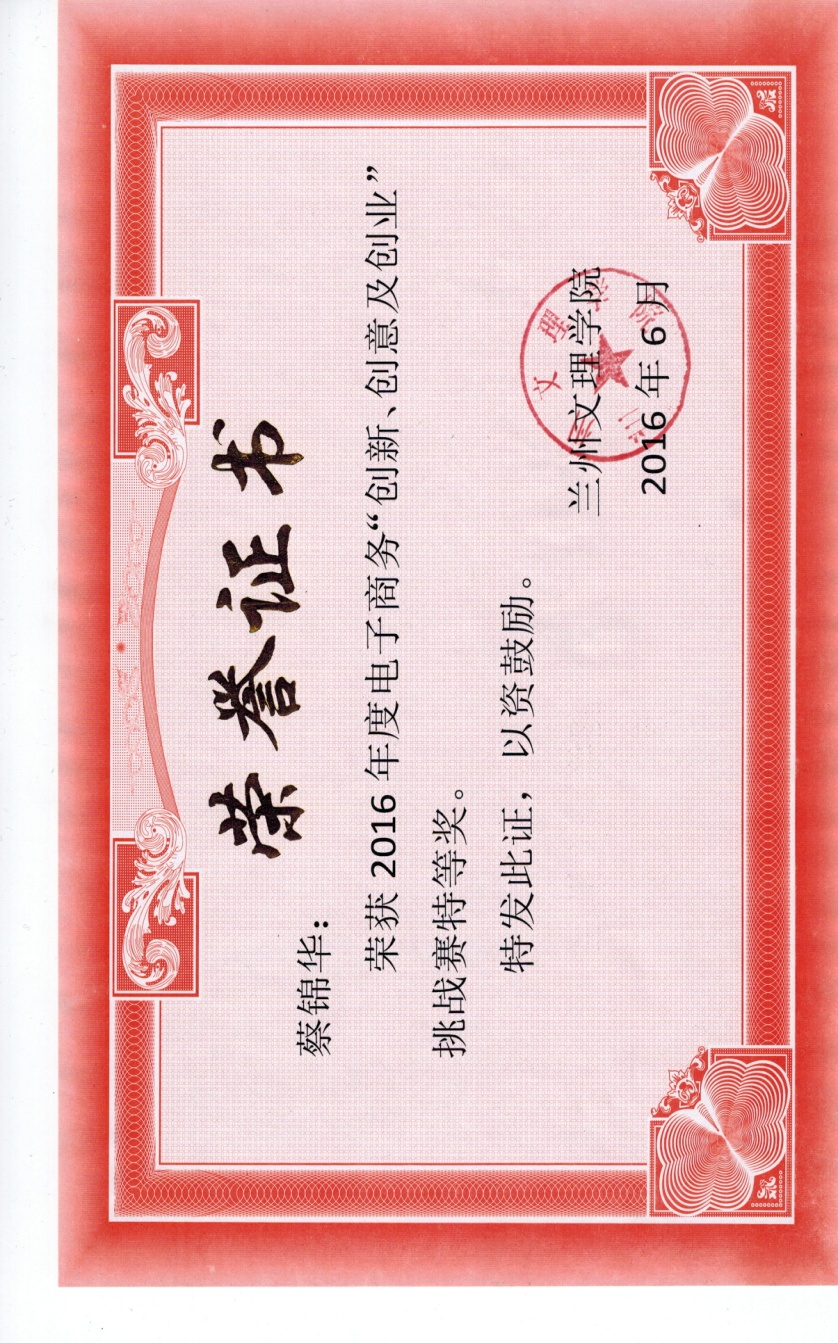 荣誉证书
蔡锦华：
荣获 2016 年度电子商务“创新、创意及创业”
挑战赛特等奖。
特发此证，以资鼓励。
兰州文理学院
2016 年 6 月